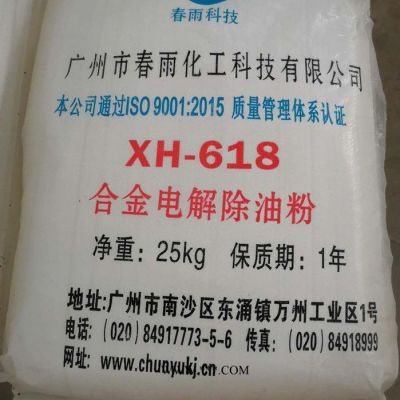 春雨科技
广州市春雨化工科技有限公司
本公司通过ISO 9001:2015 质量管理体系认证
XH-618
合金电解除油粉
净重：25kg 保质期：1年
地址:广州市南沙区东涌镇万州工业区1号
电话：（020）84917773-5-6 传真：（020）84918999
网址：www.chunyukj.cn